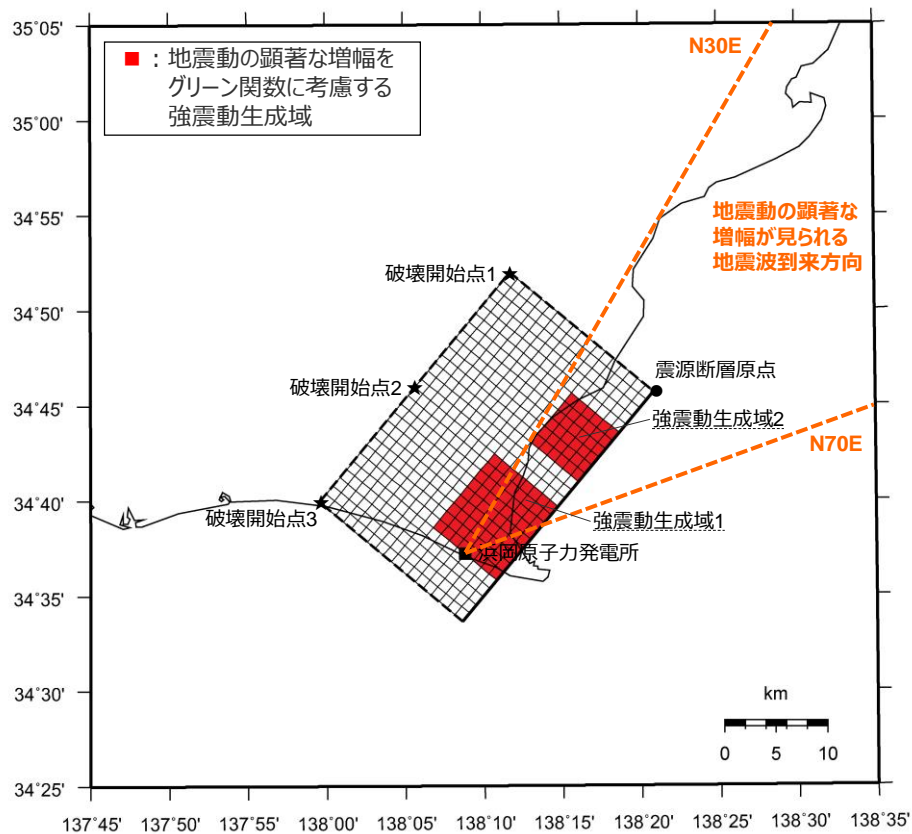 35˚05'
■ : 地震動の顕著な増幅を
グリーン関数に考慮する
強震動生成域
N30E
35˚00'
34˚55'
地震動の顕著な
増幅が見られる
地震波到来方向
破壊開始点1
34˚50'
破壊開始点2
震源断層原点
34˚45'
強震動生成域2
N70E
34˚40'
破壊開始点3
強震動生成域1
浜岡原子力発電所
34˚35'
34˚30'
km
0 5 10
34˚25'
137˚45' 137˚50' 137˚55' 138˚00' 138˚05' 138˚10' 138˚15' 138˚20' 138˚25' 138˚30' 138˚35'